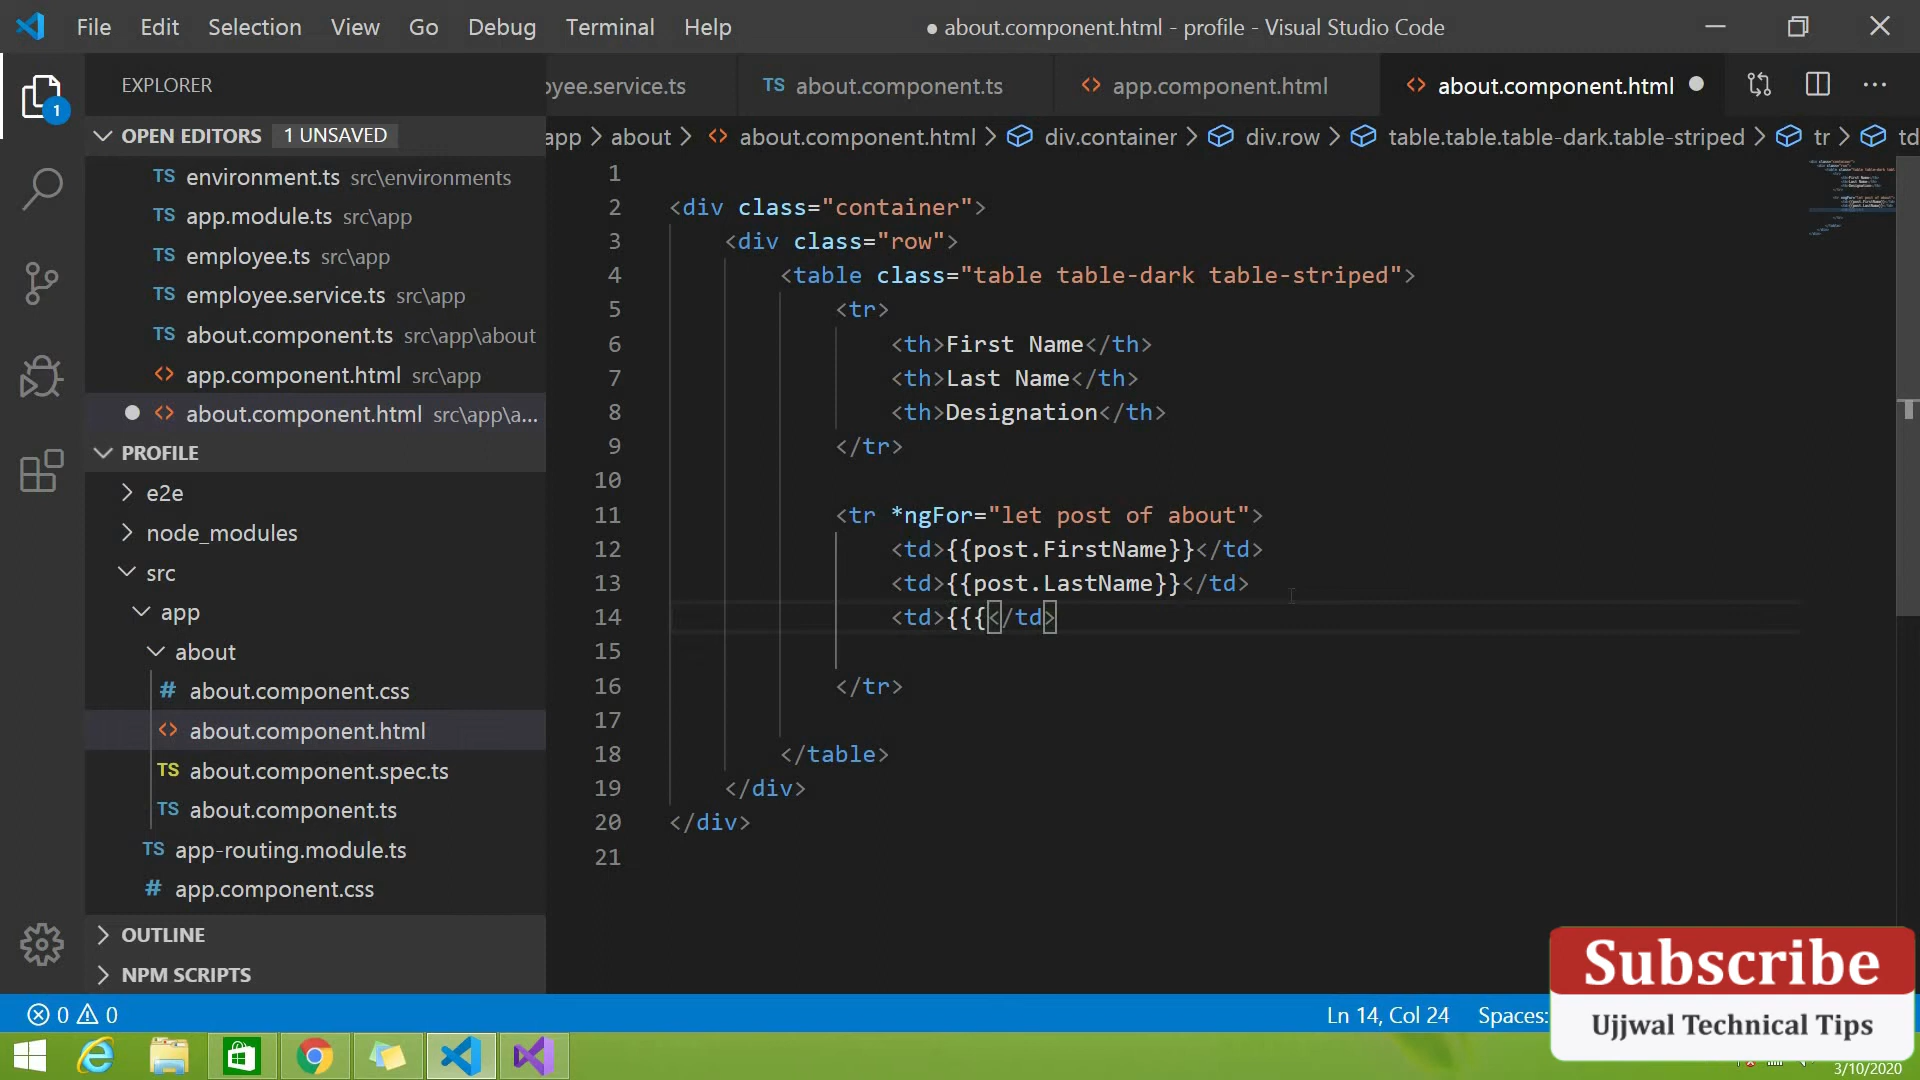 File Edit Selection View Go Debug Terminal Help
● about.component.html - profile - Visual Studio Code
EXPLORER
OPEN EDITORS 1 UNSAVED
TS environment.ts src\environments
TS app.module.ts src\app
TS employee.ts src\app
TS employee.service.ts src\app
TS about.component.ts src\app\about
<> app.component.html src\app
● <> about.component.html src\app\a...
PROFILE
e2e
node_modules
src
app
about
# about.component.css
<> about.component.html
TS about.component.spec.ts
TS about.component.ts
TS app-routing.module.ts
# app.component.css
OUTLINE
NPM SCRIPTS
1
oyee.service.ts TS about.component.ts <> app.component.html <> about.component.html ●
app > about > <> about.component.html > div.container > div.row > table.table.table-dark.table-striped > tr > td
1
2 <div class="container">
3 <div class="row">
4 <table class="table table-dark table-striped">
5 <tr>
6 <th>First Name</th>
7 <th>Last Name</th>
8 <th>Designation</th>
9 </tr>
10
11 <tr *ngFor="let post of about">
12 <td>{{post.FirstName}}</td>
13 <td>{{post.LastName}}</td>
14 <td>{{{</td>
15
16 </tr>
17
18 </table>
19 </div>
20 </div>
21
0 0
Ln 14, Col 24 Spaces:
Subscribe
Ujjwal Technical Tips
3/10/2020